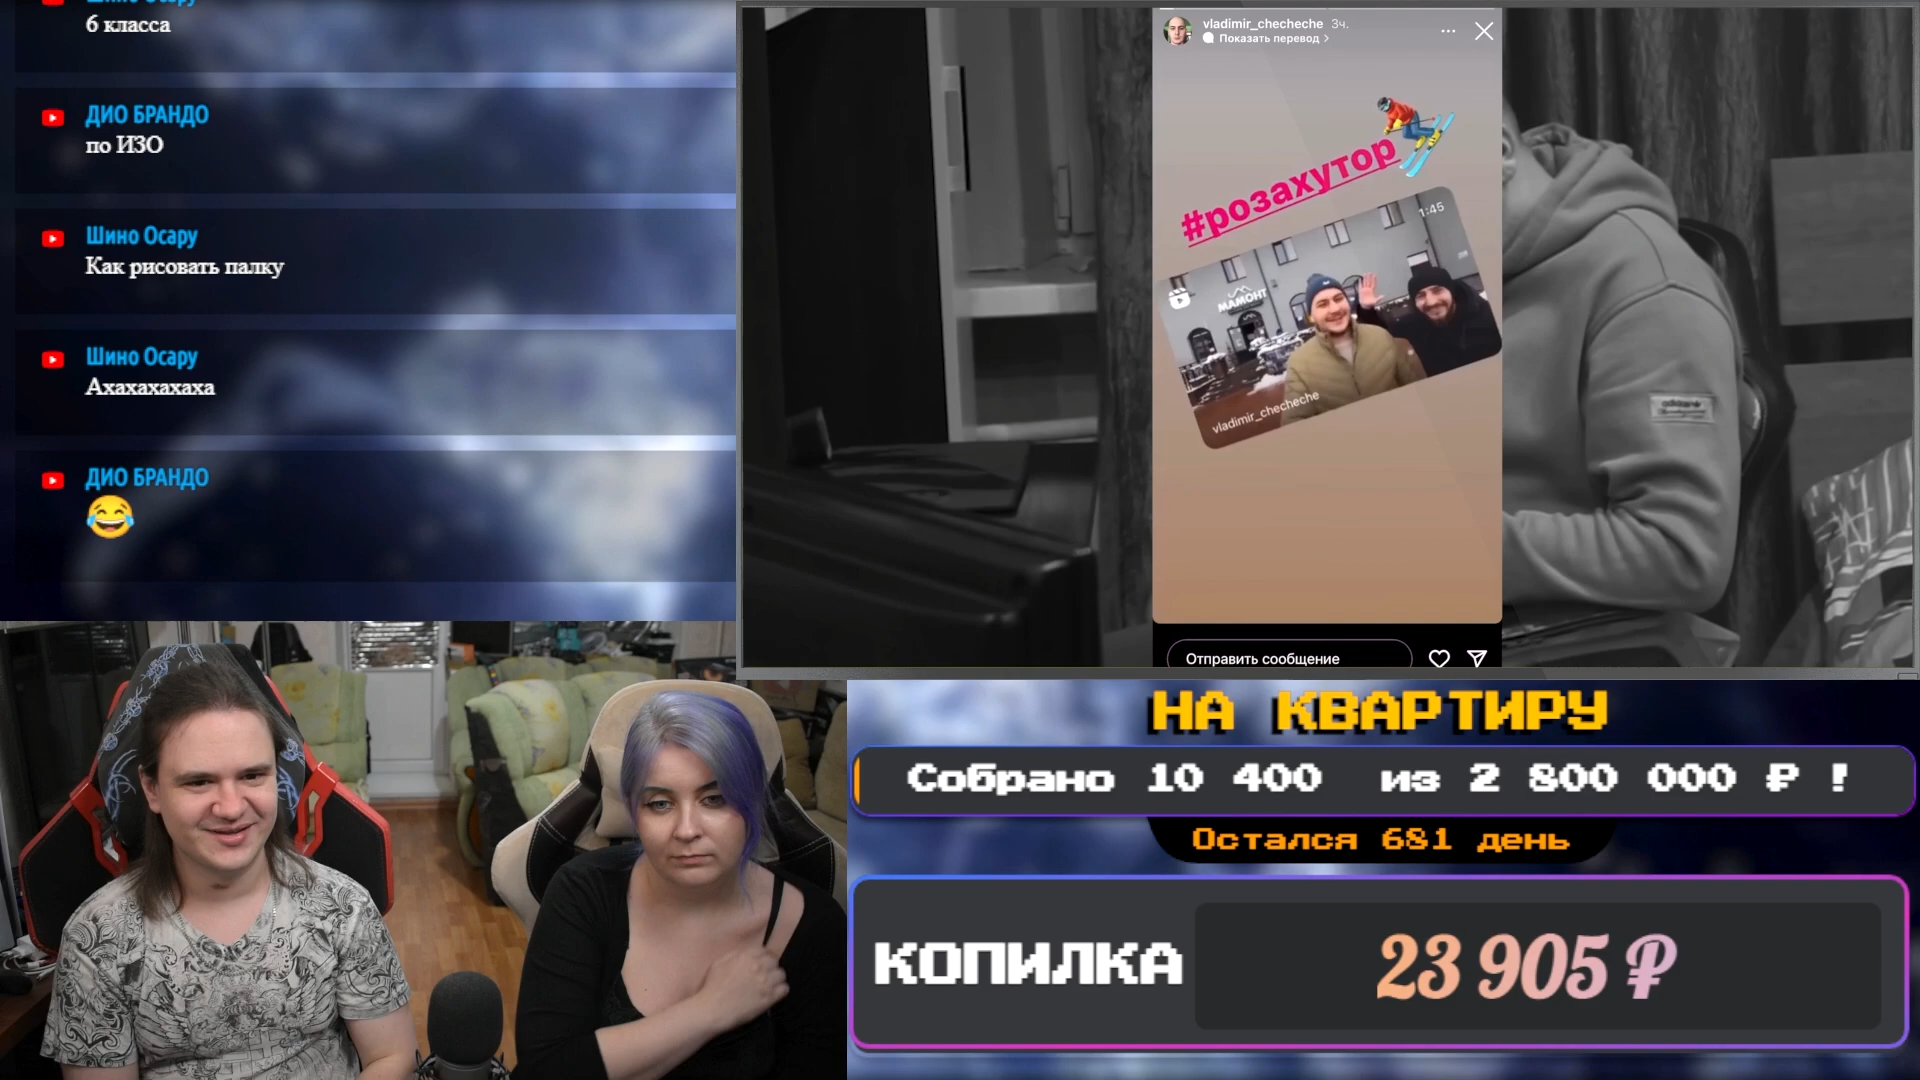 6 класса
ДИО БРАНДО
по ИЗО
Шино Осару
Как рисовать палку
Шино Осару
Ахахахахаха
ДИО БРАНДО
😂
vladimir_checheche 3ч.
Показать перевод
#розахутор
1:45
МАМОНТ
vladimir_checheche
Отправить сообщение
adidas
НА КВАРТИРУ
Собрано 10 400 из 2 800 000 ₽ !
Остался 681 день
КОПИЛКА
23 905 ₽